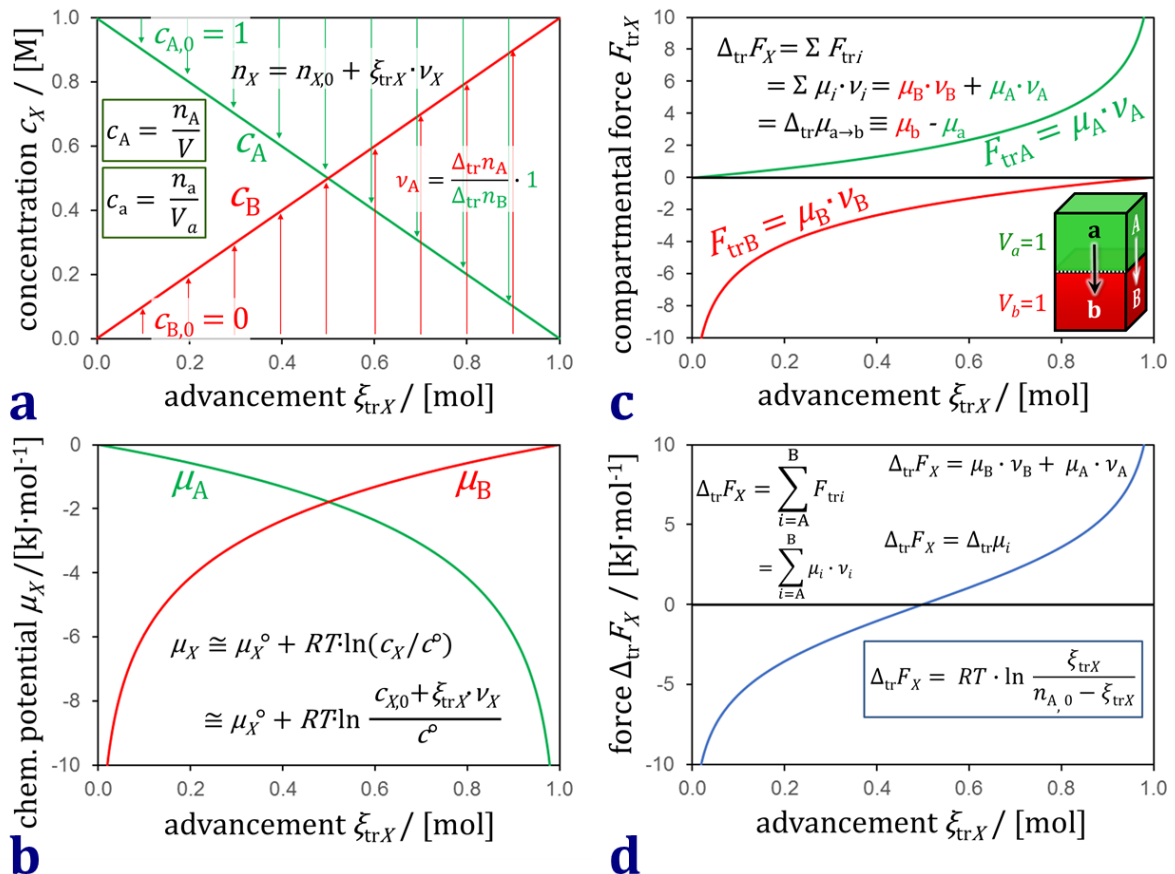 1.0
0.8
0.6
0.4
0.2
0.0
concentration c_X / [M]
c_A,0 = 1
n_X = n_X,0 + ξ_trX · ν_X
c_A = n_A / V
c_a = n_a / V_a
c_A
c_B
ν_A = Δ_tr n_A / Δ_tr n_B · 1
c_B,0 = 0
0.0 0.2 0.4 0.6 0.8 1.0
advancement ξ_trX / [mol]
a
10
8
6
4
2
0
-2
-4
-6
-8
-10
compartmental force F_trX
Δ_tr F_X = Σ F_tri
= Σ μ_i · ν_i = μ_B · ν_B + μ_A · ν_A
= Δ_tr μ_a→b ≡ μ_b - μ_a
F_trA = μ_A · ν_A
F_trB = μ_B · ν_B
V_a=1
a
A
V_b=1
b
B
0.0 0.2 0.4 0.6 0.8 1.0
advancement ξ_trX / [mol]
c
0
-2
-4
-6
-8
-10
chem. potential μ_X / [kJ·mol⁻¹]
μ_A
μ_B
μ_X ≅ μ_X° + RT·ln(c_X/c°)
≅ μ_X° + RT·ln (c_X,0 + ξ_trX · ν_X) / c°
0.0 0.2 0.4 0.6 0.8 1.0
advancement ξ_trX / [mol]
b
10
5
0
-5
-10
force Δ_tr F_X / [kJ·mol⁻¹]
Δ_tr F_X = μ_B · ν_B + μ_A · ν_A
Δ_tr F_X = ∑_{i=A}^{B} F_tri
Δ_tr F_X = Δ_tr μ_i
= ∑_{i=A}^{B} μ_i · ν_i
Δ_tr F_X = RT · ln ξ_trX / (n_A,0 − ξ_trX)
0.0 0.2 0.4 0.6 0.8 1.0
advancement ξ_trX / [mol]
d